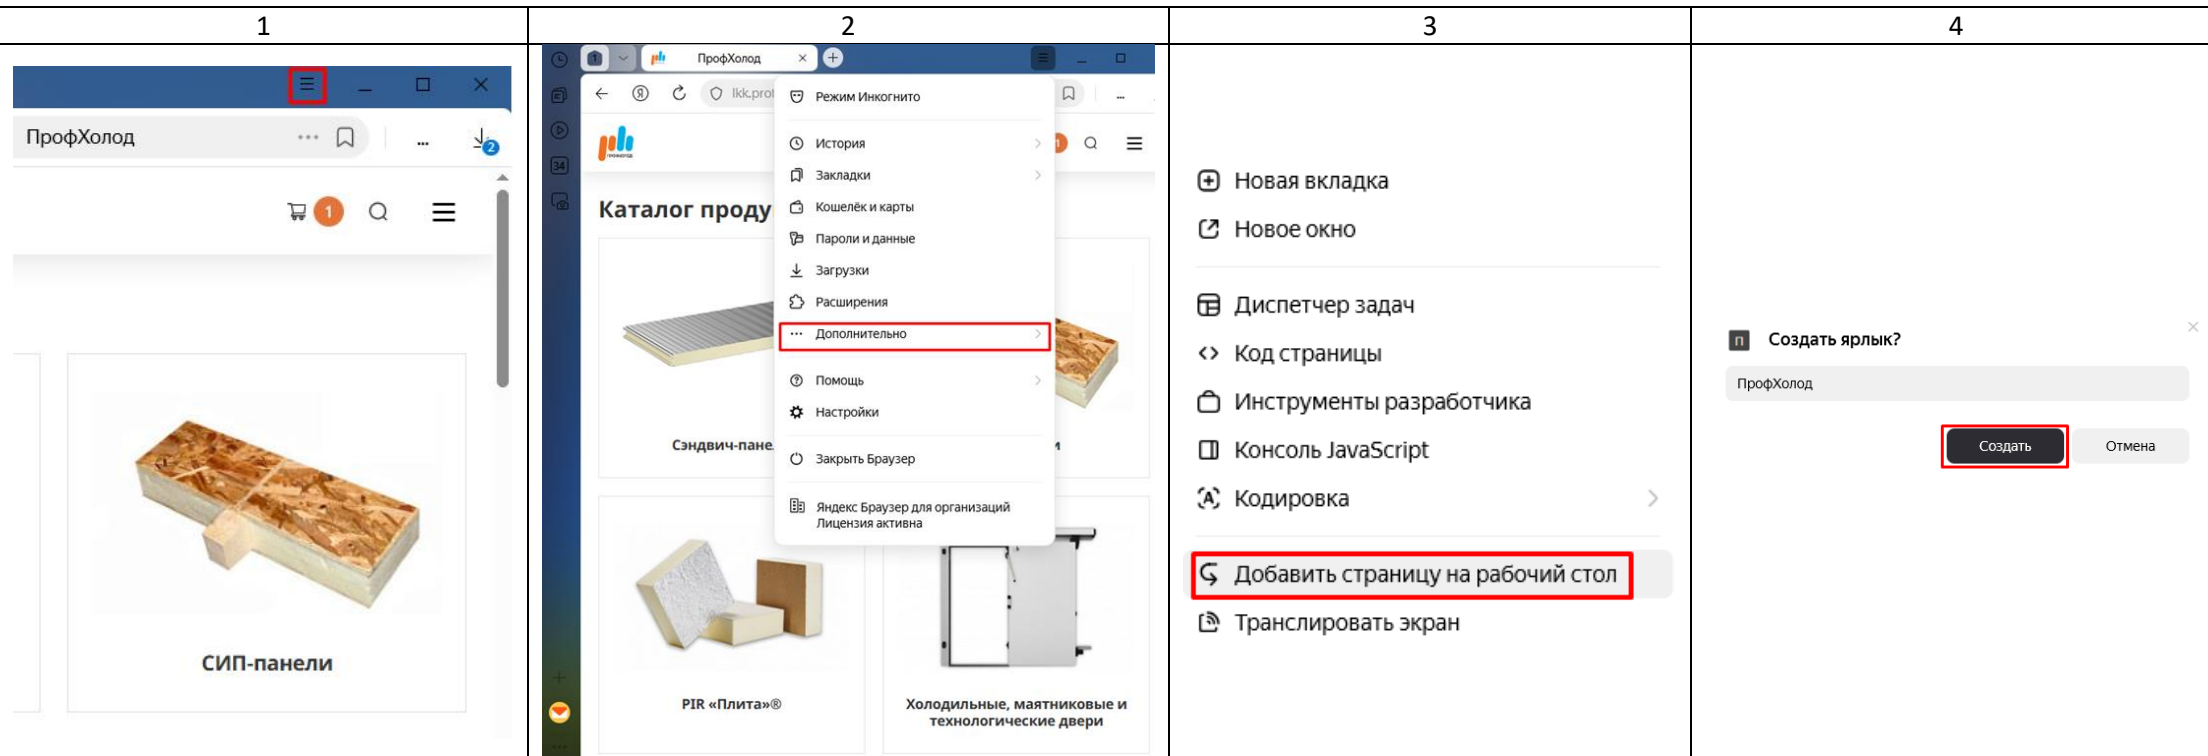 1
2
3
4
ПрофХолод
2
1
СИП-панели
1
ПрофХолод
34
Каталог проду
Сэндвич-пане
PIR «Плита»®
Холодильные, маятниковые и
технологические двери
Режим Инкогнито
История
Закладки
Кошелёк и карты
Пароли и данные
Загрузки
Расширения
Дополнительно
Помощь
Настройки
Закрыть Браузер
Яндекс Браузер для организаций
Лицензия активна
Новая вкладка
Новое окно
Диспетчер задач
Код страницы
Инструменты разработчика
Консоль JavaScript
Кодировка
Добавить страницу на рабочий стол
Транслировать экран
П
Создать ярлык?
ПрофХолод
Создать
Отмена